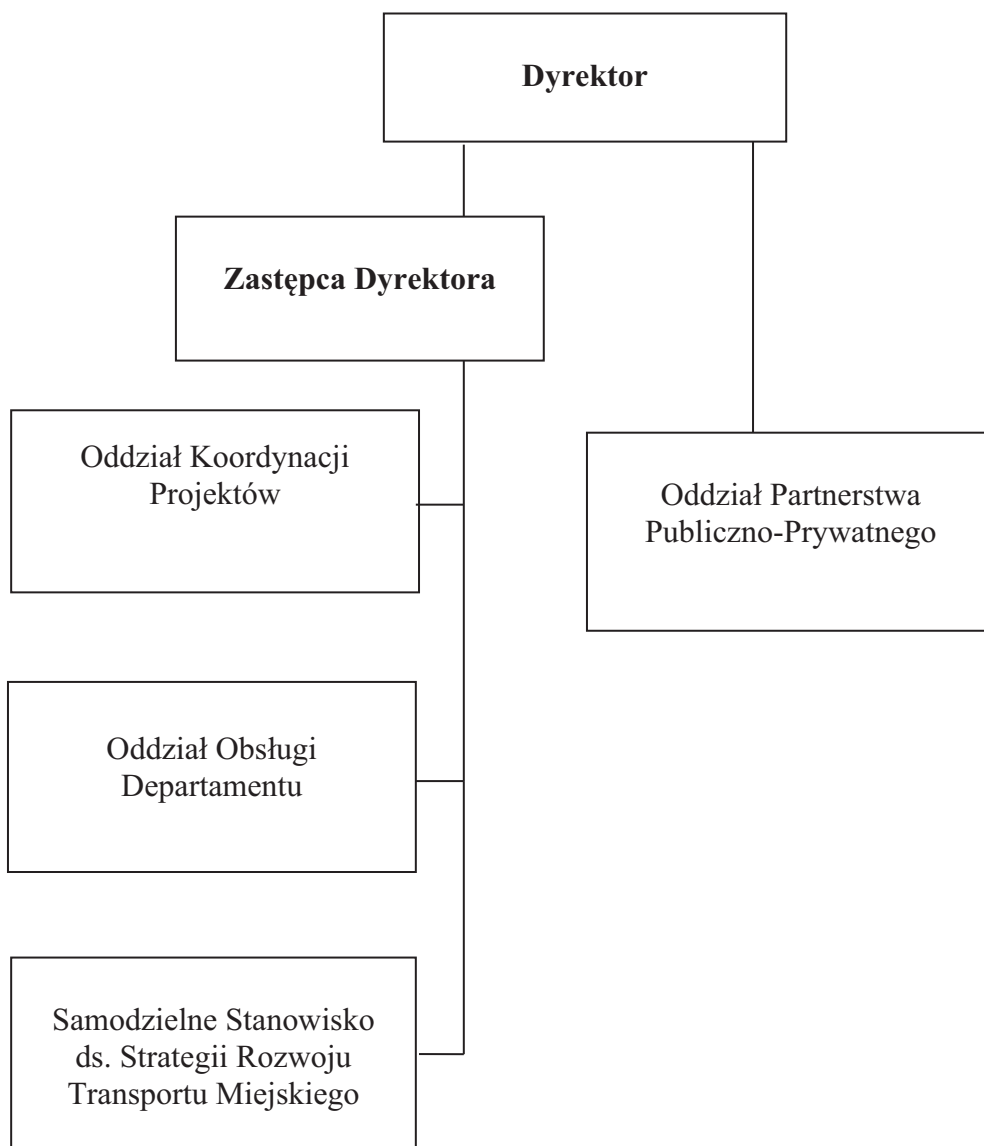 Dyrektor
Zastępca Dyrektora
Oddział Koordynacji
Projektów
Oddział Partnerstwa
Publiczno-Prywatnego
Oddział Obsługi
Departamentu
Samodzielne Stanowisko
ds. Strategii Rozwoju
Transportu Miejskiego